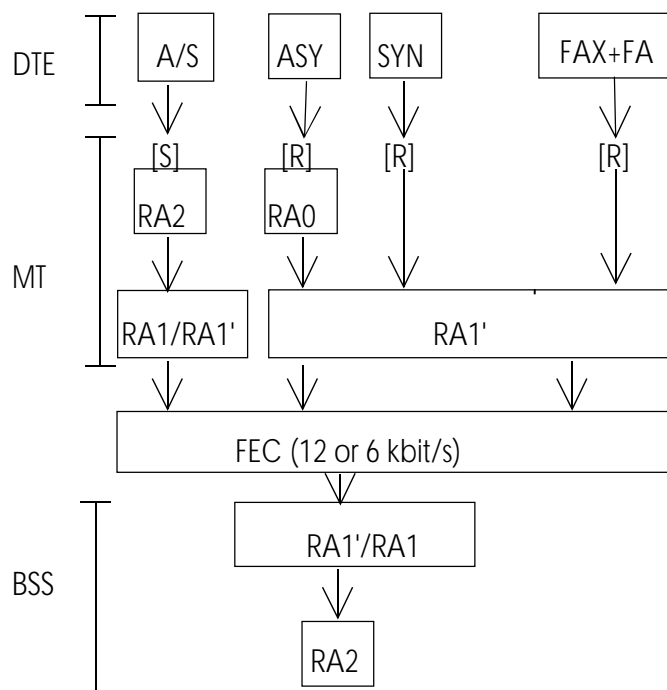 DTE
A/S
ASY
SYN
FAX+FA
[S]
[R]
[R]
[R]
RA2
RA0
MT
RA1/RA1'
RA1'
FEC (12 or 6 kbit/s)
RA1'/RA1
BSS
RA2